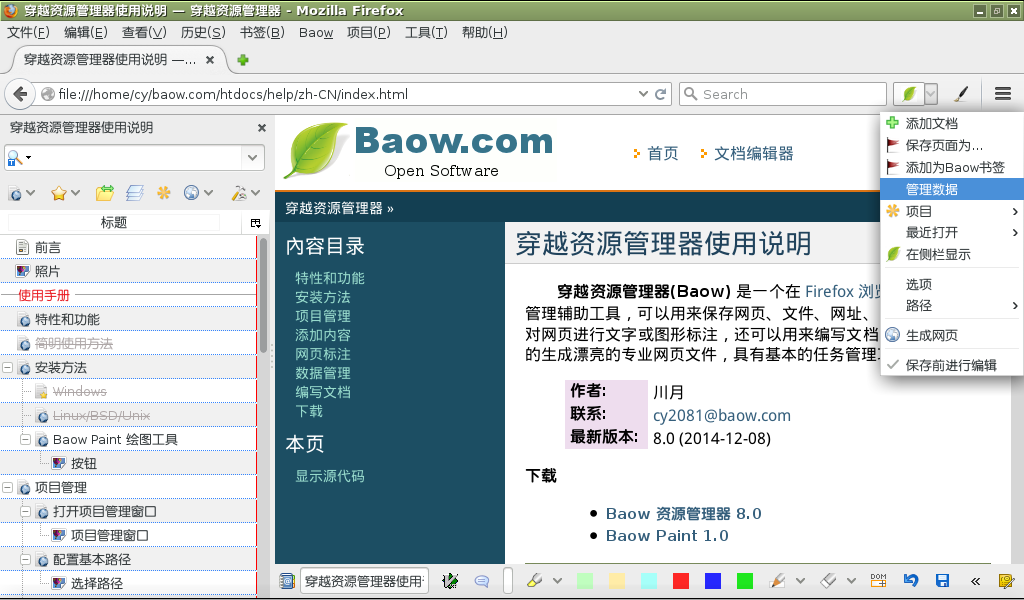 穿越资源管理器使用说明 — 穿越资源管理器 - Mozilla Firefox
文件(F) 编辑(E) 查看(V) 历史(S) 书签(B) Baow 项目(P) 工具(T) 帮助(H)
穿越资源管理器使用说明 —...
file:///home/cy/baow.com/htdocs/help/zh-CN/index.html
Search
穿越资源管理器使用说明
标题
前言
照片
使用手册
特性和功能
简明使用方法
安装方法
Windows
Linux/BSD/Unix
Baow Paint 绘图工具
按钮
项目管理
打开项目管理窗口
项目管理窗口
配置基本路径
选择路径
Baow.com
Open Software
首页
文档编辑器
穿越资源管理器 »
内容目录
特性和功能
安装方法
项目管理
添加内容
网页标注
数据管理
编写文档
下载
本页
显示源代码
穿越资源管理器使用说明
穿越资源管理器(Baow) 是一个在 Firefox 浏
管理辅助工具，可以用来保存网页、文件、网址、
对网页进行文字或图形标注，还可以用来编写文档
的生成漂亮的专业网页文件，具有基本的任务管理
作者: 川月
联系: cy2081@baow.com
最新版本: 8.0 (2014-12-08)
下载
Baow 资源管理器 8.0
Baow Paint 1.0
添加文档
保存页面为...
添加为Baow书签
管理数据
项目
最近打开
在侧栏显示
选项
路径
生成网页
保存前进行编辑
穿越资源管理器使用
DOM